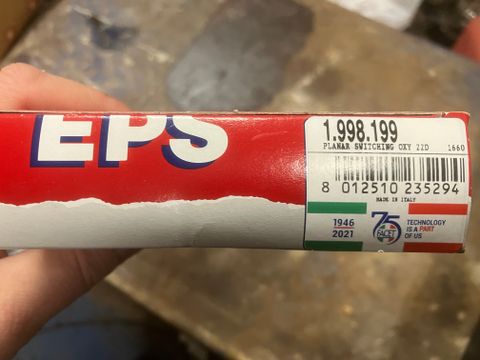 EPS
1.998.199
PLANAR SWITCHING OXY 22D 1660
8 012510 235294
MADE IN ITALY
1946
2021
75
FACET
TECHNOLOGY
IS A PART
OF US